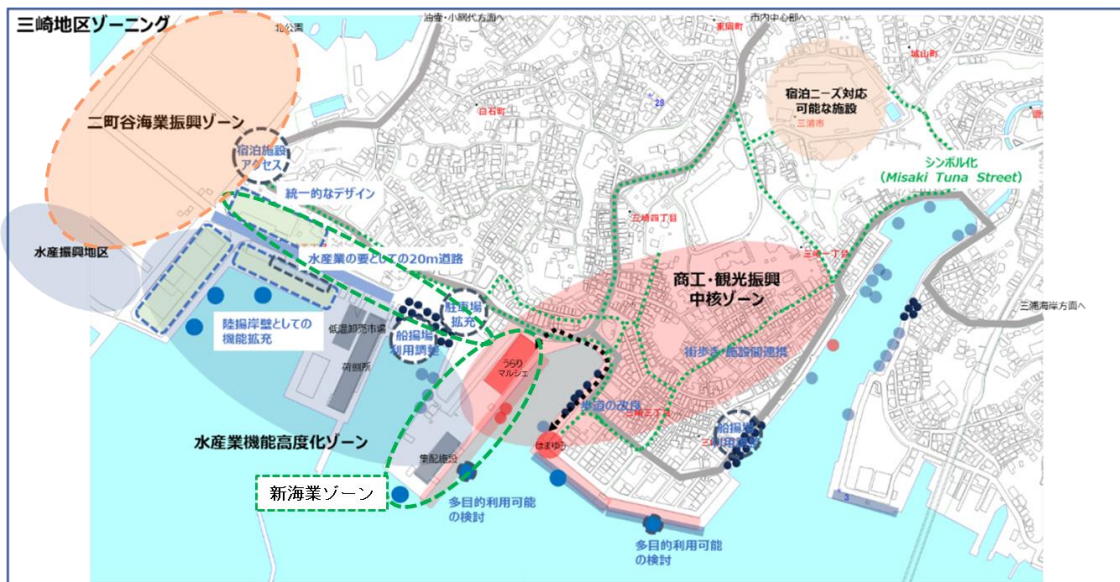 三崎地区ゾーニング
北公園
油壺・小網代方面へ
市内中心部へ
東岡町
城山町
白石町
28
宿泊ニーズ対応
可能な施設
三浦市
二町谷海業振興ゾーン
宿泊施設
アクセス
統一的なデザイン
シンボル化
(Misaki Tuna Street)
三崎四丁目
三崎一丁目
水産振興地区
水産業の要としての20m道路
商工・観光振興
中核ゾーン
三浦海岸方面へ
駐車場
拡充
陸揚岸壁としての
機能拡充
低温卸売市場
船揚場
利用調整
荷捌所
うらり
マルシェ
街歩き・施設間連携
歩道の改良
三崎三丁目
船揚場
利用調整
はまゆう
水産業機能高度化ゾーン
集配施設
新海業ゾーン
多目的利用可能
の検討
多目的利用可能
の検討